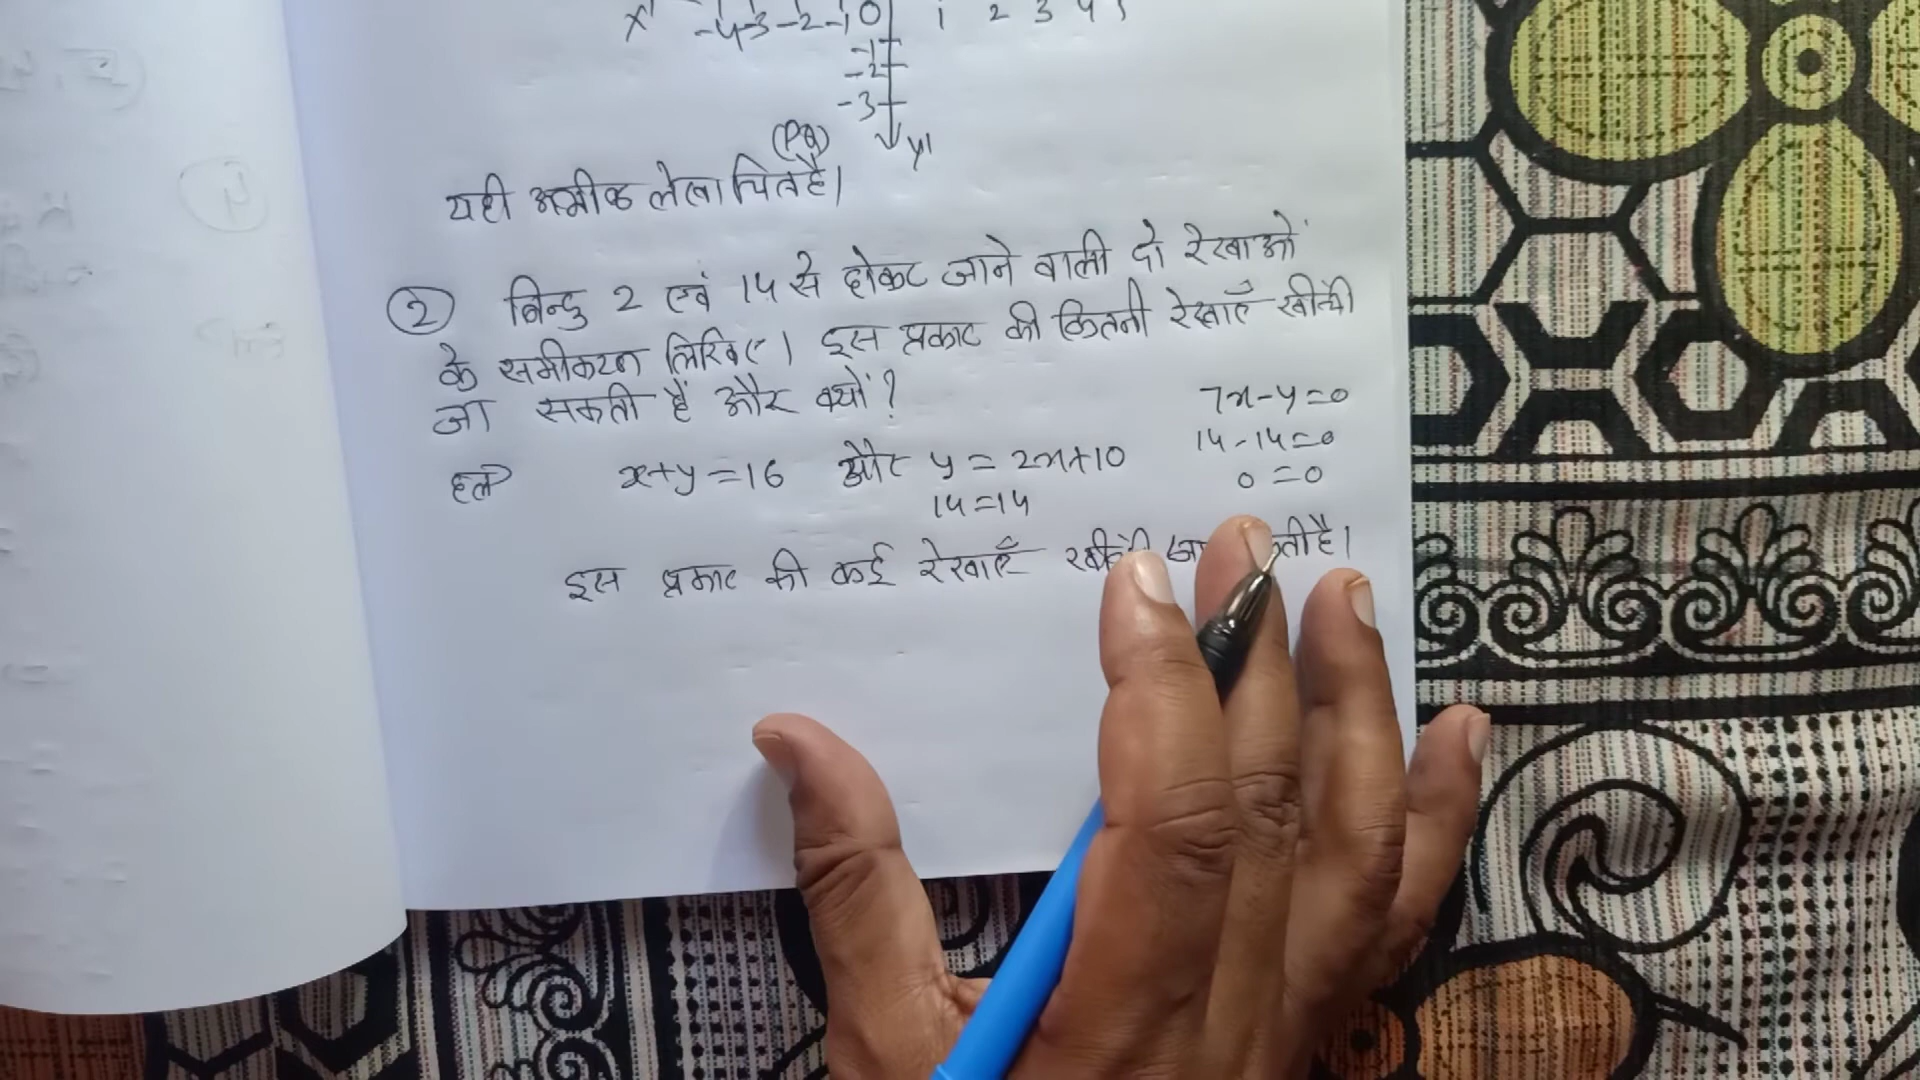 x' -4 -3 -2 -1 0 1 2 3 4 5
-1
-2
-3
(PQ) y'
यही अभीष्ट लेखाचित्र है।
② बिन्दु 2 एवं 14 से होकर जाने वाली दो रेखाओं
के समीकरण लिखिए। इस प्रकार की कितनी रेखाएँ खींची
जा सकती हैं और क्यों?
7x-y=0
हल x+y=16 और y=2x+10 14-14=0
14=14 0=0
इस प्रकार की कई रेखाएँ खींची